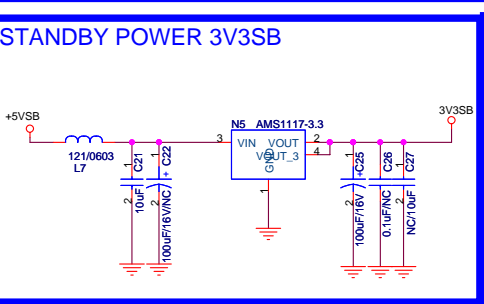 STANDBY POWER 3V3SB
+5VSB
3V3SB
N5 AMS1117-3.3
3
VIN VOUT
2
VOUT_3
4
GND
1
121/0603
L7
1
C21
2
10uF
1
+
C22
2
100uF/16V/NC
1
+
C25
2
100uF/16V
1
C26
2
0.1uF/NC
1
C27
2
NC/10uF